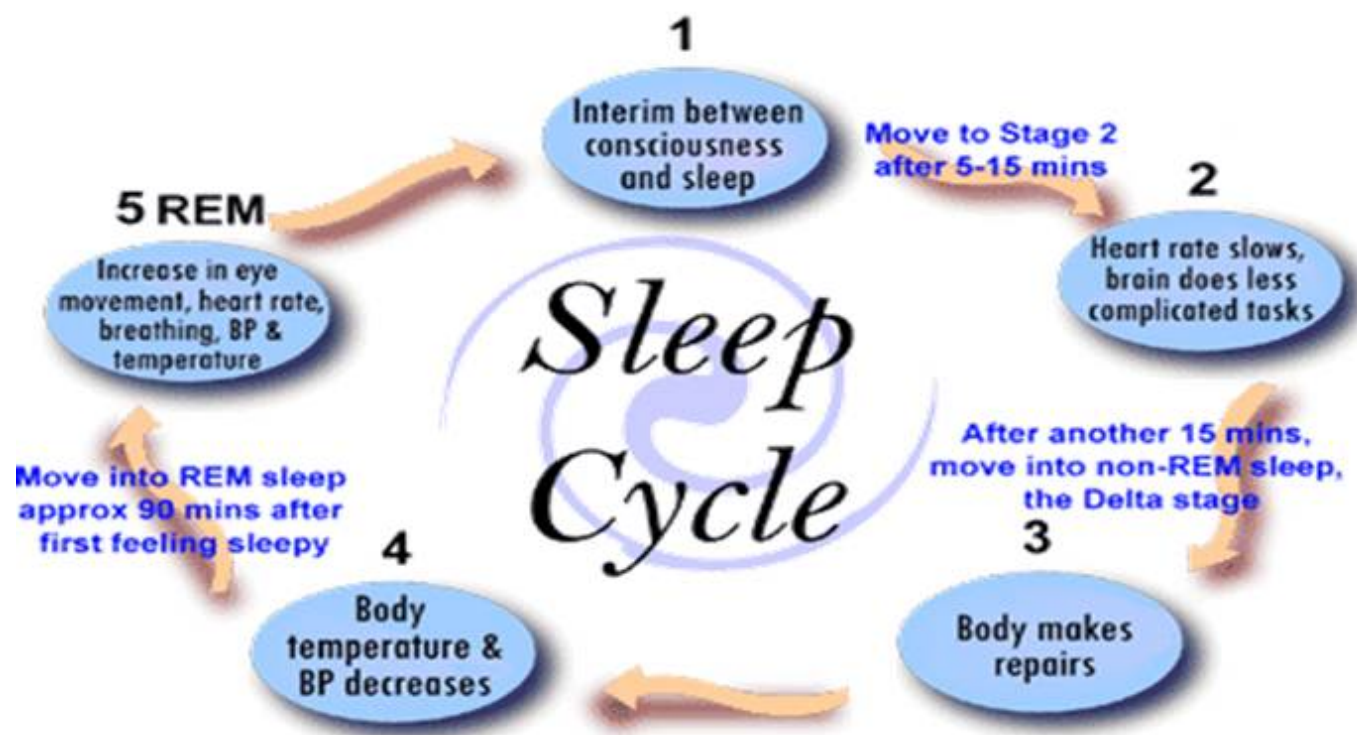 1
Interim between
consciousness
and sleep
Move to Stage 2
after 5-15 mins
2
Heart rate slows,
brain does less
complicated tasks
After another 15 mins,
move into non-REM sleep,
the Delta stage
3
Body makes
repairs
4
Body
temperature &
BP decreases
Move into REM sleep
approx 90 mins after
first feeling sleepy
5 REM
Increase in eye
movement, heart rate,
breathing, BP &
temperature
Sleep
Cycle